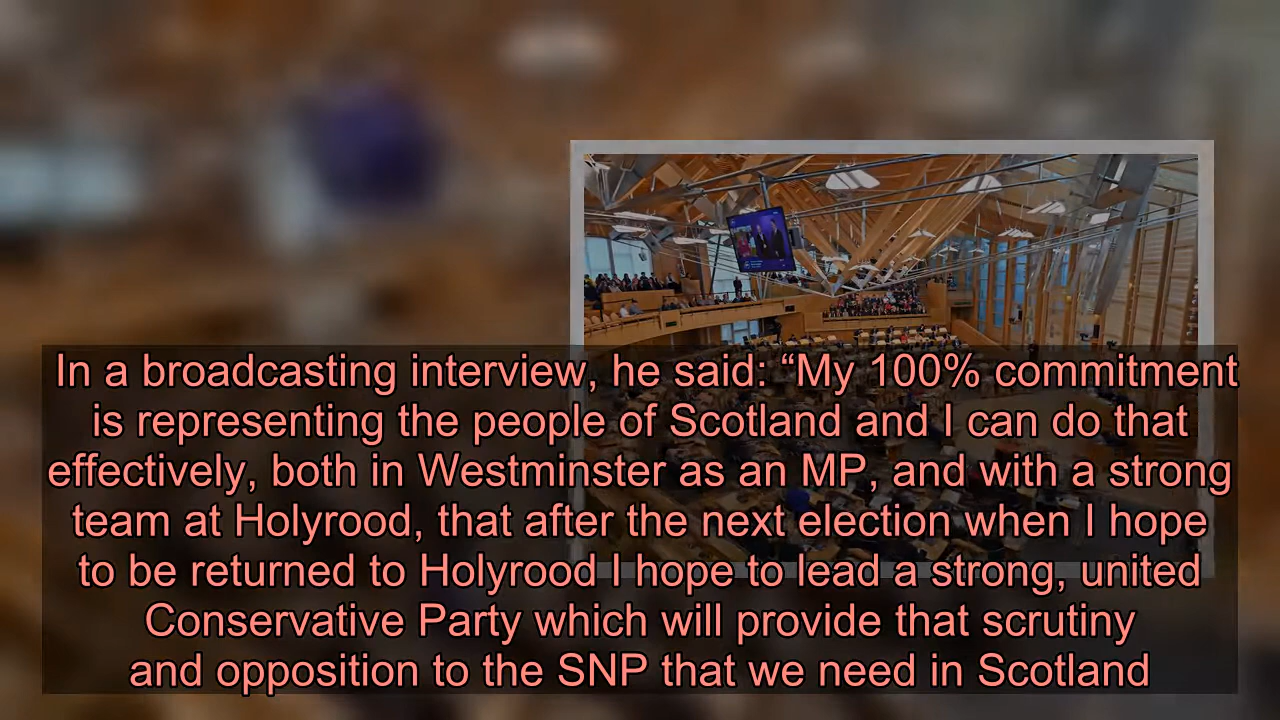 In a broadcasting interview, he said: “My 100% commitment
is representing the people of Scotland and I can do that
effectively, both in Westminster as an MP, and with a strong
team at Holyrood, that after the next election when I hope
to be returned to Holyrood I hope to lead a strong, united
Conservative Party which will provide that scrutiny
and opposition to the SNP that we need in Scotland